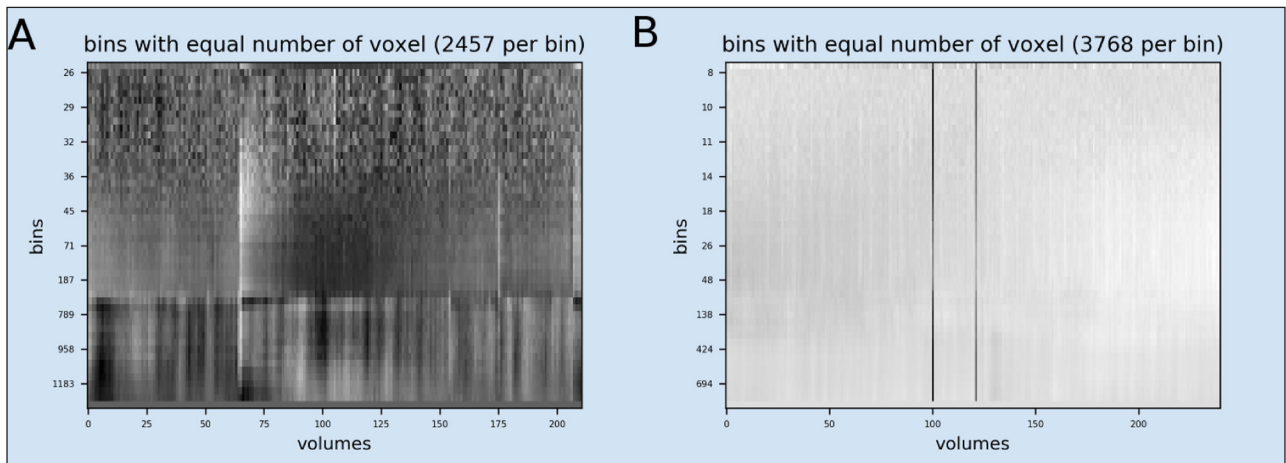 A
bins with equal number of voxel (2457 per bin)
bins
26
29
32
36
45
71
187
789
958
1183
0 25 50 75 100 125 150 175 200
volumes
B
bins with equal number of voxel (3768 per bin)
bins
8
10
11
14
18
26
48
138
424
694
0 50 100 150 200
volumes